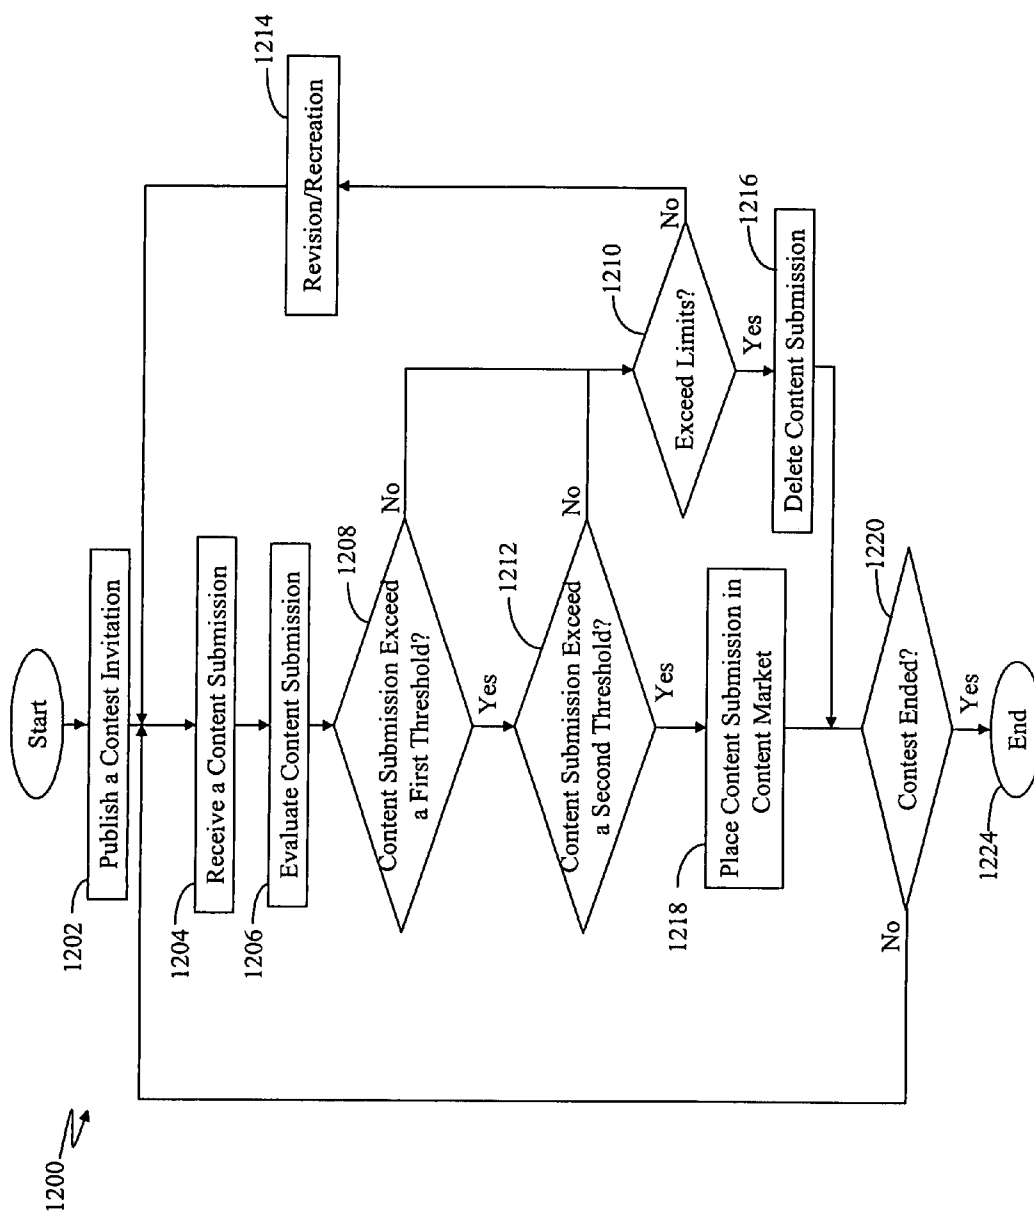 1200
Start
Publish a Contest Invitation
1202
Receive a Content Submission
1204
Evaluate Content Submission
1206
Content Submission Exceed
a First Threshold?
1208
No
Yes
Content Submission Exceed
a Second Threshold?
1212
No
Yes
Exceed Limits?
1210
No
Yes
Revision/Recreation
1214
Delete Content Submission
1216
Place Content Submission in
Content Market
1218
Contest Ended?
1220
No
Yes
End
1224